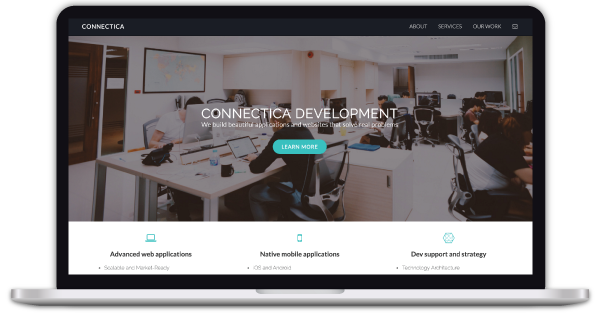 CONNECTICA
ABOUT SERVICES OUR WORK
CONNECTICA DEVELOPMENT
We build beautiful applications and websites that solve real problems
LEARN MORE
Advanced web applications
Native mobile applications
Dev support and strategy
• Scalable and Market-Ready
• iOS and Android
• Technology Architecture